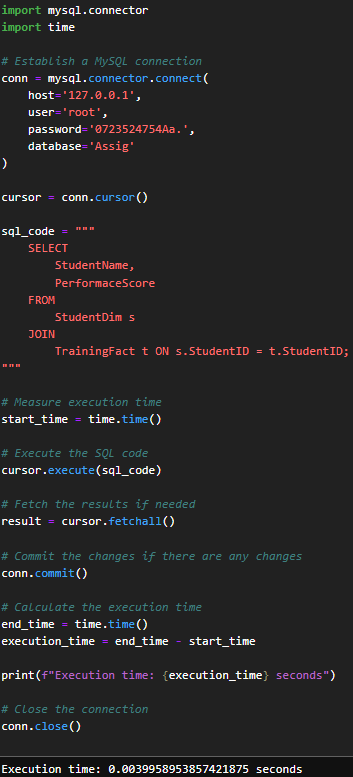 import mysql.connector
import time
# Establish a MySQL connection
conn = mysql.connector.connect(
host='127.0.0.1',
user='root',
password='0723524754Aa.',
database='Assig'
)
cursor = conn.cursor()
sql_code = """
SELECT
StudentName,
PerformaceScore
FROM
StudentDim s
JOIN
TrainingFact t ON s.StudentID = t.StudentID;
"""
# Measure execution time
start_time = time.time()
# Execute the SQL code
cursor.execute(sql_code)
# Fetch the results if needed
result = cursor.fetchall()
# Commit the changes if there are any changes
conn.commit()
# Calculate the execution time
end_time = time.time()
execution_time = end_time - start_time
print(f"Execution time: {execution_time} seconds")
# Close the connection
conn.close()
Execution time: 0.0039958953857421875 seconds